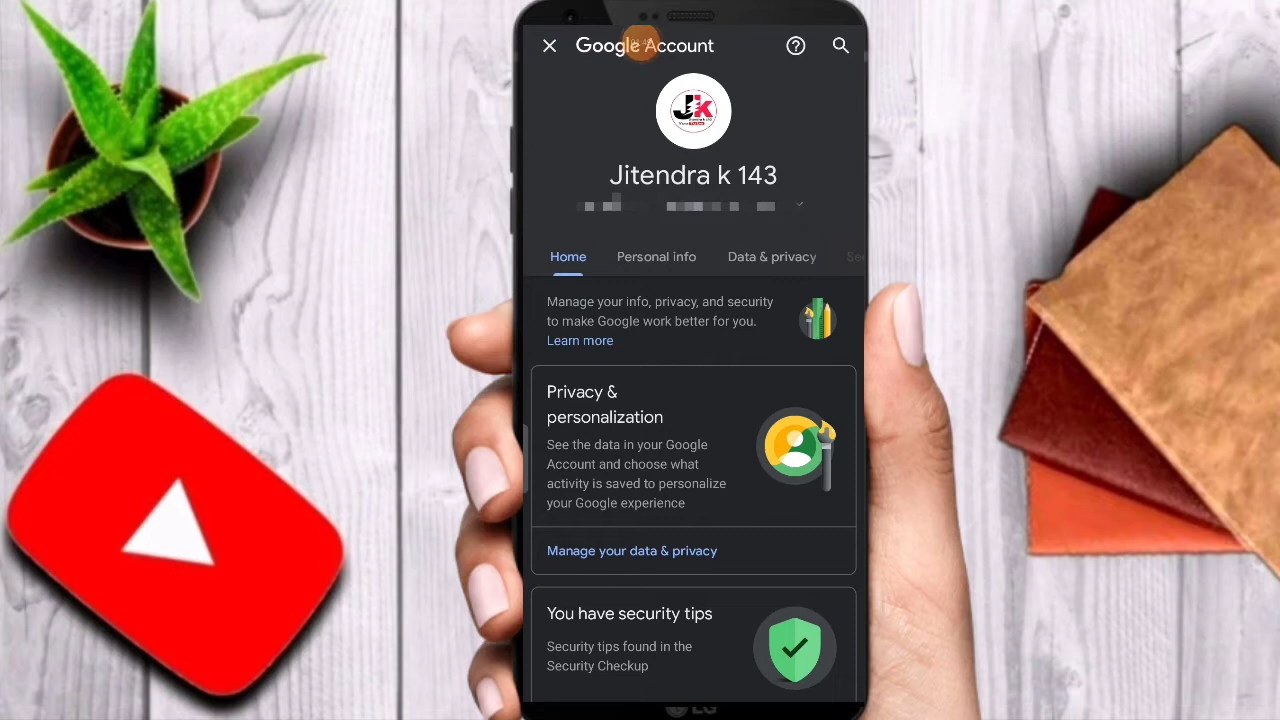 Google Account
Jk
Jitendra k 143
Home Personal info Data & privacy Se
Manage your info, privacy, and security
to make Google work better for you.
Learn more
Privacy &
personalization
See the data in your Google
Account and choose what
activity is saved to personalize
your Google experience
Manage your data & privacy
You have security tips
Security tips found in the
Security Checkup
LG